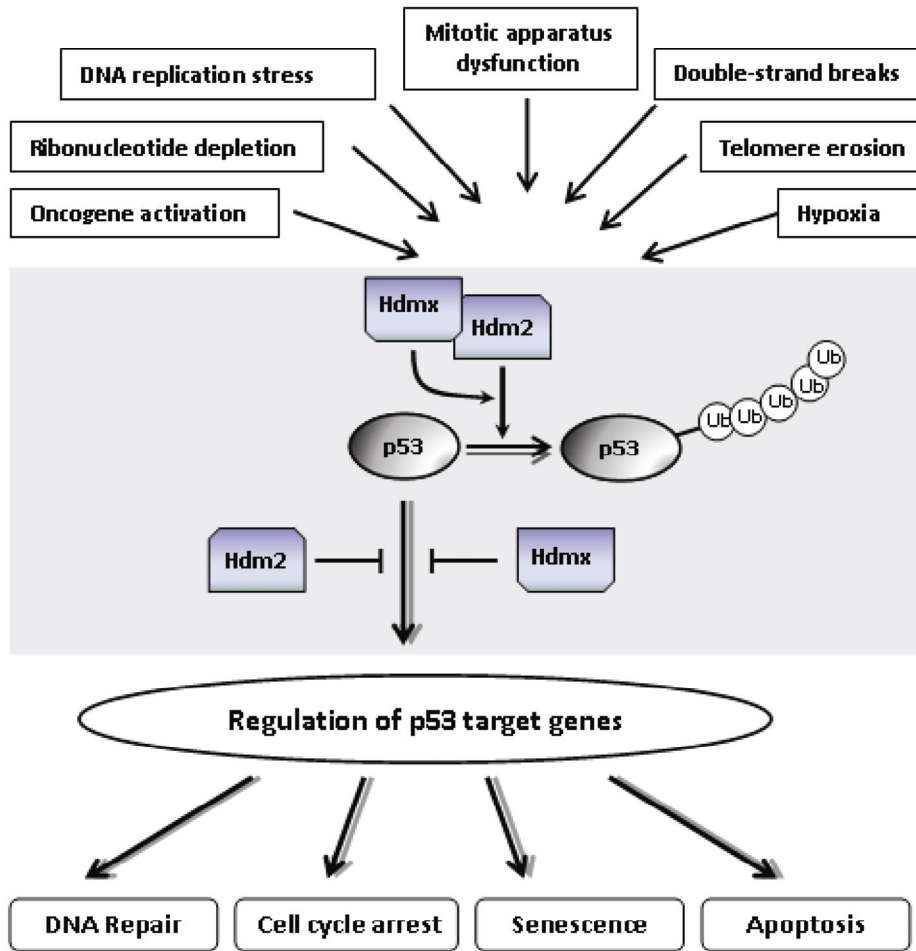 Mitotic apparatus
dysfunction
DNA replication stress
Double-strand breaks
Ribonucleotide depletion
Telomere erosion
Oncogene activation
Hypoxia
Hdmx
Hdm2
Ub
Ub
Ub
Ub
Ub
p53
p53
Hdm2
Hdmx
Regulation of p53 target genes
DNA Repair
Cell cycle arrest
Senescence
Apoptosis